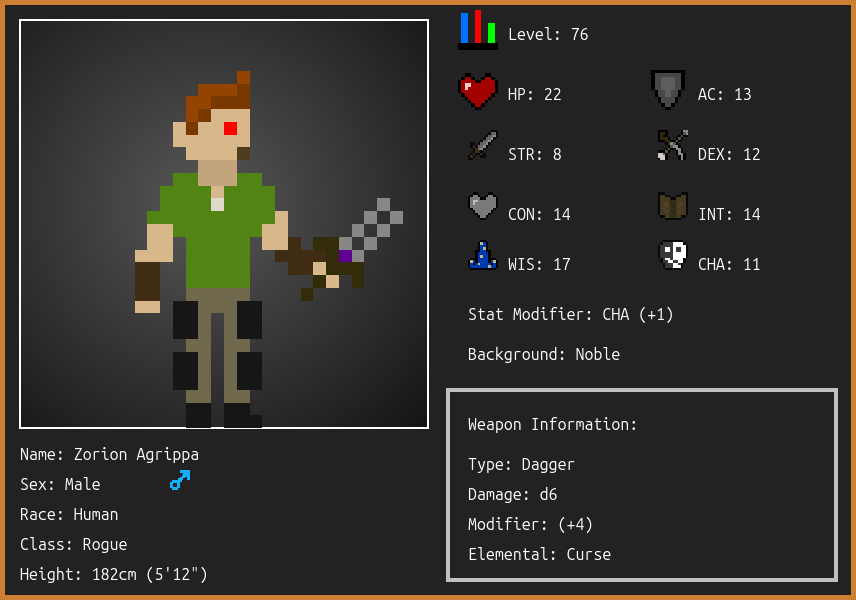 Level: 76
HP: 22
AC: 13
STR: 8
DEX: 12
CON: 14
INT: 14
WIS: 17
CHA: 11
Stat Modifier: CHA (+1)
Background: Noble
Weapon Information:
Type: Dagger
Damage: d6
Modifier: (+4)
Elemental: Curse
Name: Zorion Agrippa
Sex: Male
Race: Human
Class: Rogue
Height: 182cm (5'12")